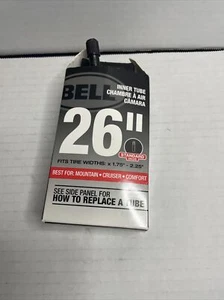 BELL
INNER TUBE
CHAMBRE À AIR
CÁMARA
26"
STANDARD
FITS TIRE WIDTHS: x 1.75" - 2.25"
BEST FOR: MOUNTAIN • CRUISER • COMFORT
SEE SIDE PANEL FOR
HOW TO REPLACE A TUBE